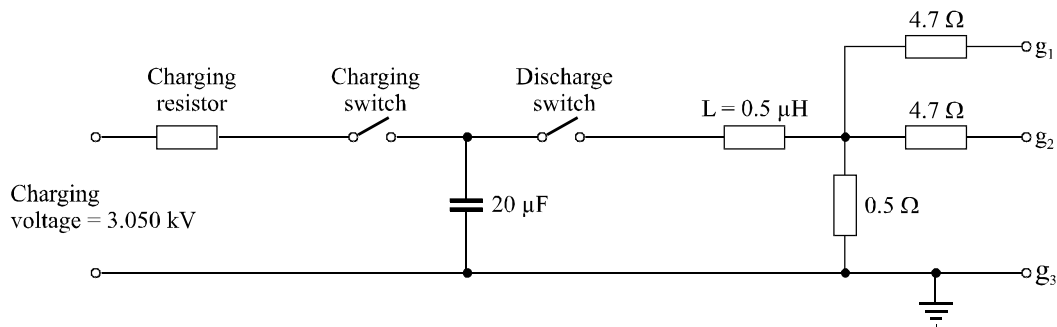 4.7 Ω
g₁
Charging
resistor
Charging
switch
Discharge
switch
L = 0.5 µH
4.7 Ω
g₂
Charging
voltage = 3.050 kV
20 µF
0.5 Ω
g₃